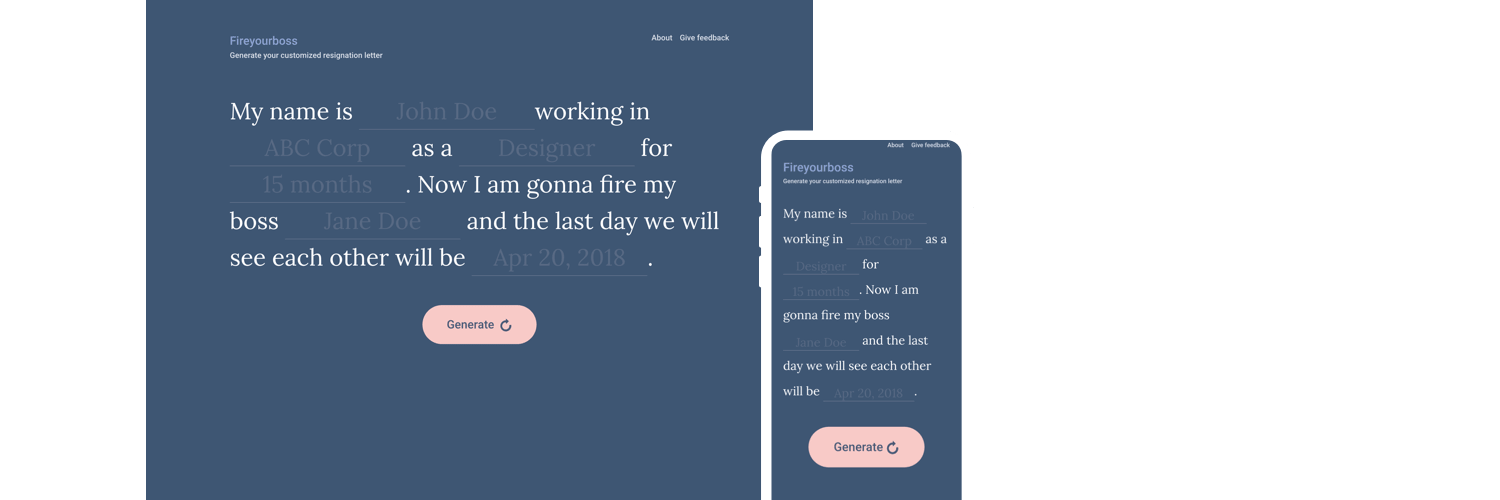 Fireyourboss
Generate your customized resignation letter
About Give feedback
My name is John Doe working in
ABC Corp as a Designer for
15 months . Now I am gonna fire my
boss Jane Doe and the last day we will
see each other will be Apr 20, 2018 .
Generate
About Give feedback
Fireyourboss
Generate your customized resignation letter
My name is John Doe
working in ABC Corp as a
Designer for
15 months . Now I am
gonna fire my boss
Jane Doe and the last
day we will see each other
will be Apr 20, 2018 .
Generate